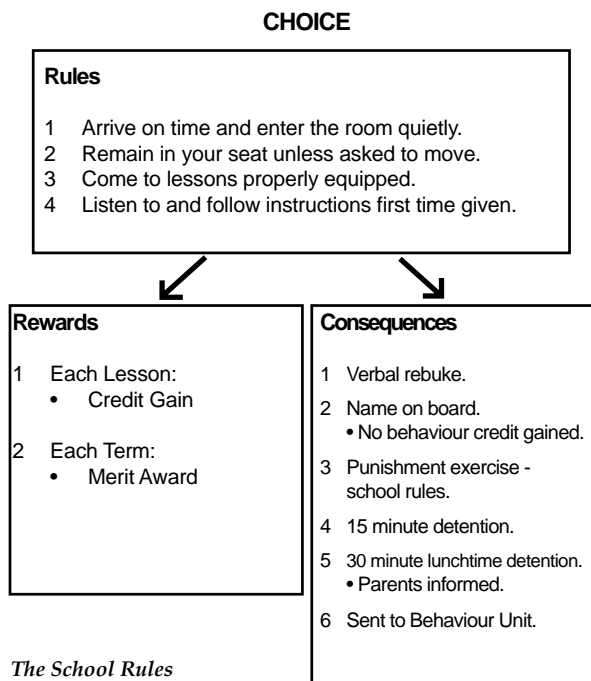 CHOICE
Rules
1 Arrive on time and enter the room quietly.
2 Remain in your seat unless asked to move.
3 Come to lessons properly equipped.
4 Listen to and follow instructions first time given.
Rewards
1 Each Lesson:
• Credit Gain
2 Each Term:
• Merit Award
Consequences
1 Verbal rebuke.
2 Name on board.
• No behaviour credit gained.
3 Punishment exercise -
school rules.
4 15 minute detention.
5 30 minute lunchtime detention.
• Parents informed.
6 Sent to Behaviour Unit.
The School Rules